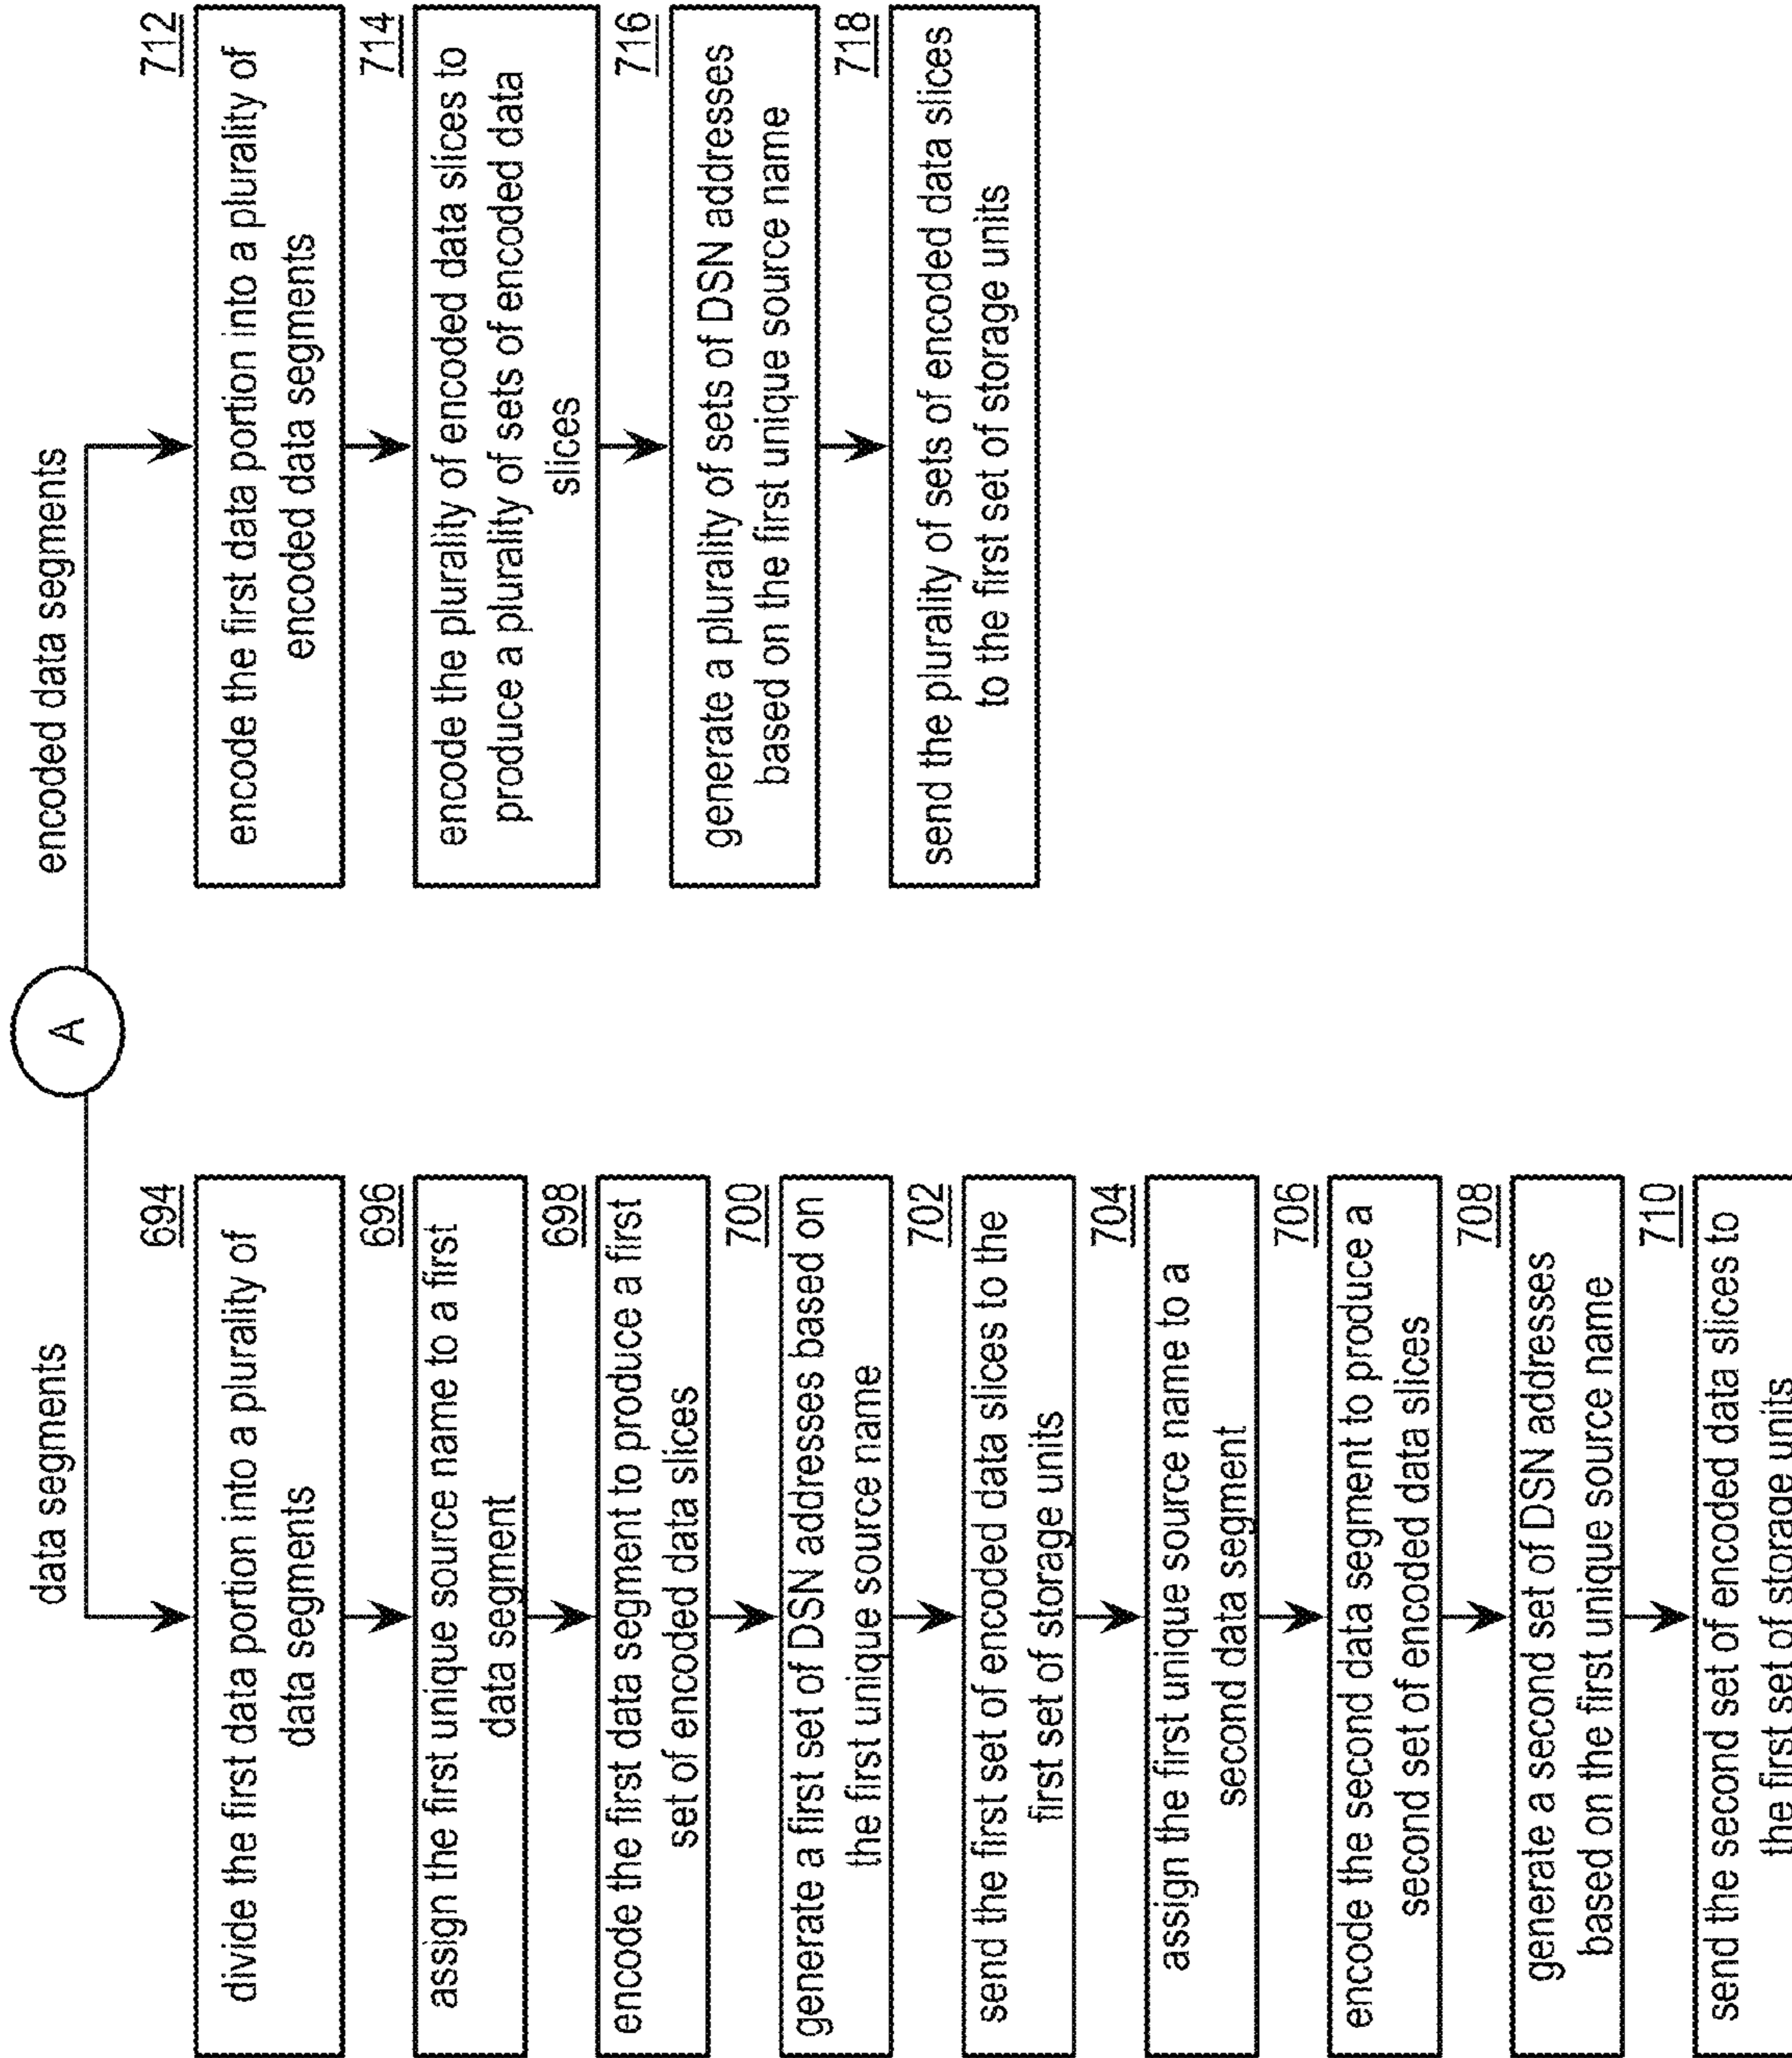 A
data segments
encoded data segments
694
divide the first data portion into a plurality of
data segments
696
assign the first unique source name to a first
data segment
698
encode the first data segment to produce a first
set of encoded data slices
700
generate a first set of DSN addresses based on
the first unique source name
702
send the first set of encoded data slices to the
first set of storage units
704
assign the first unique source name to a
second data segment
706
encode the second data segment to produce a
second set of encoded data slices
708
generate a second set of DSN addresses
based on the first unique source name
710
send the second set of encoded data slices to
the first set of storage units
712
encode the first data portion into a plurality of
encoded data segments
714
encode the plurality of encoded data slices to
produce a plurality of sets of encoded data
slices
716
generate a plurality of sets of DSN addresses
based on the first unique source name
718
send the plurality of sets of encoded data slices
to the first set of storage units